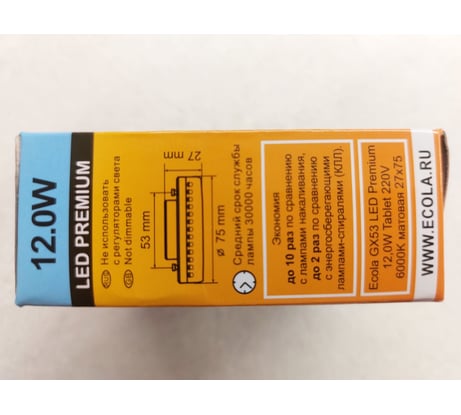 12.0W
LED PREMIUM
RUS Не использовать
с регуляторами света
GB Not dimmable
53 mm
27 mm
ø 75 mm
Средний срок службы
лампы 30000 часов
Экономия
до 10 раз по сравнению
с лампами накаливания,
до 2 раз по сравнению
с энергосберегающими
лампами-спиралями (КЛЛ).
Ecola GX53 LED Premium
12,0W Tablet 220V
6000K матовая 27x75
WWW.ECOLA.RU